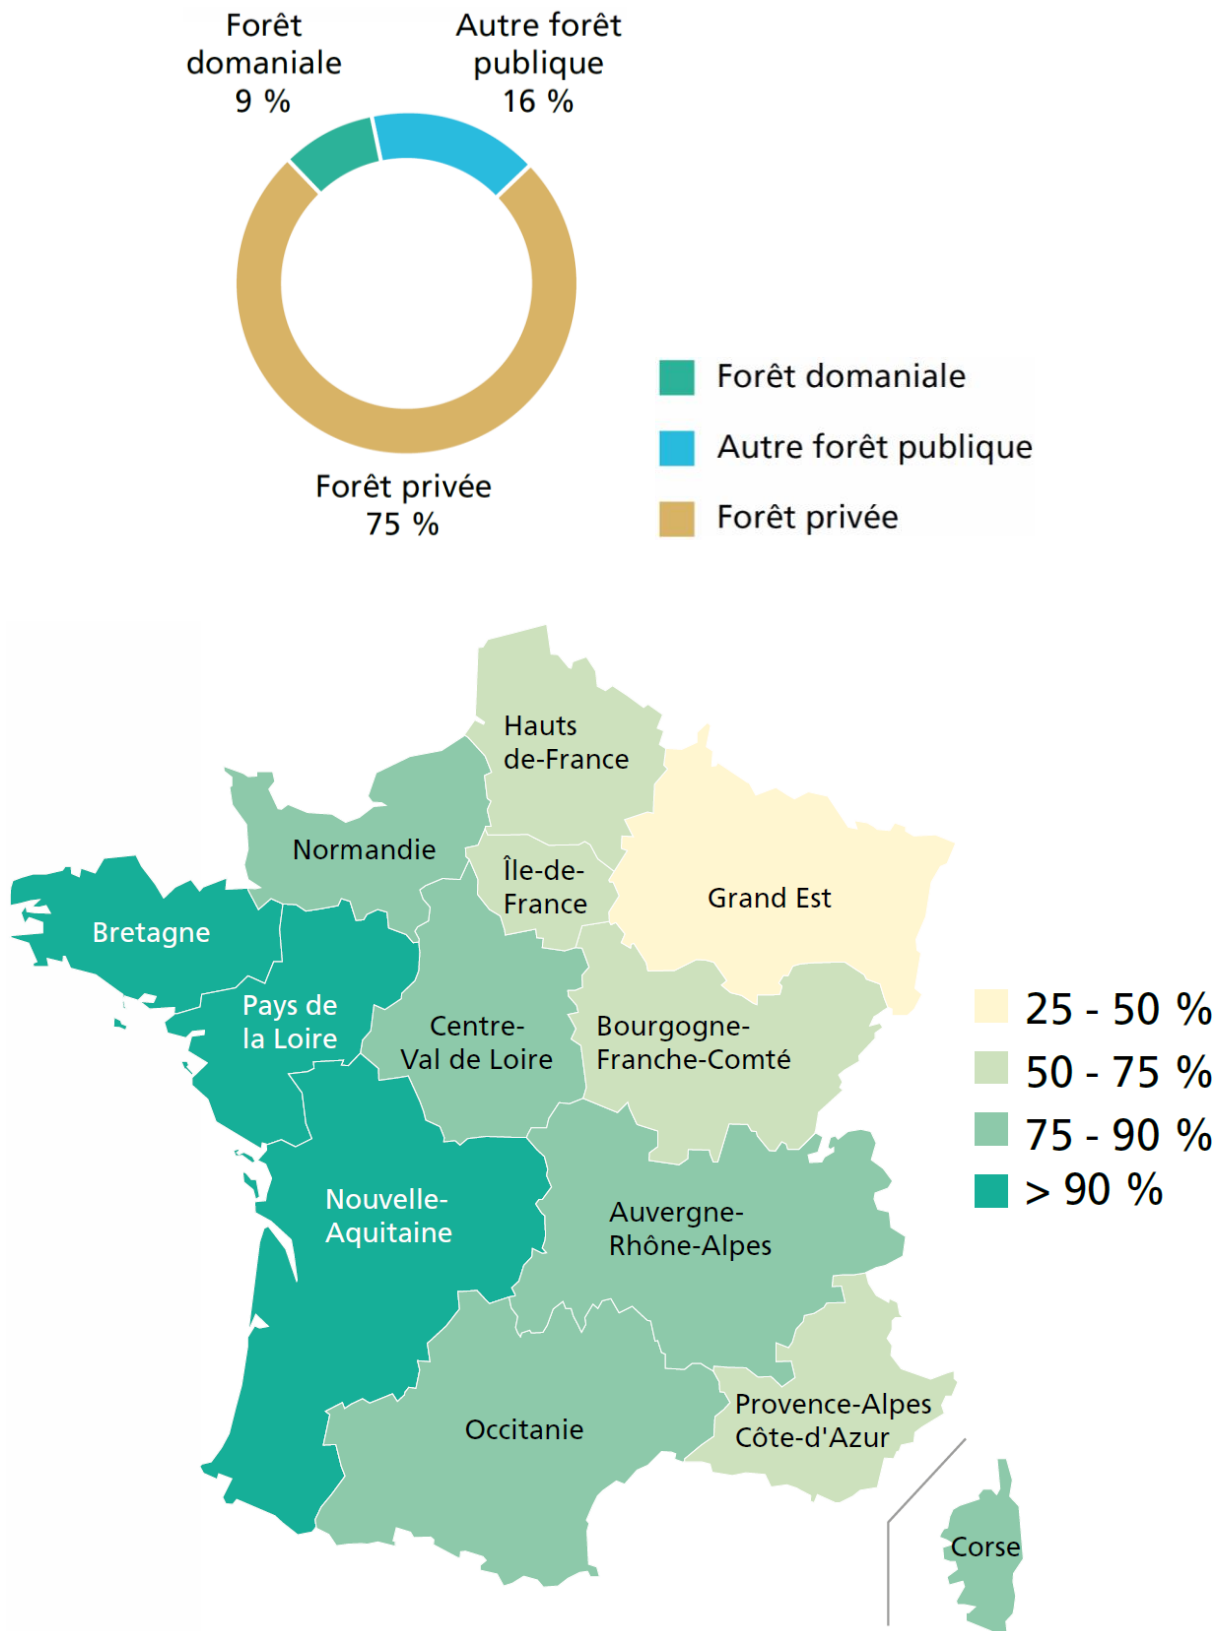 Forêt
domaniale
9 %
Autre forêt
publique
16 %
Forêt privée
75 %
Forêt domaniale
Autre forêt publique
Forêt privée
Hauts
de-France
Normandie
Île-de-
France
Grand Est
Bretagne
Pays de
la Loire
Centre-
Val de Loire
Bourgogne-
Franche-Comté
25 - 50 %
50 - 75 %
75 - 90 %
> 90 %
Nouvelle-
Aquitaine
Auvergne-
Rhône-Alpes
Provence-Alpes
Côte-d'Azur
Occitanie
Corse